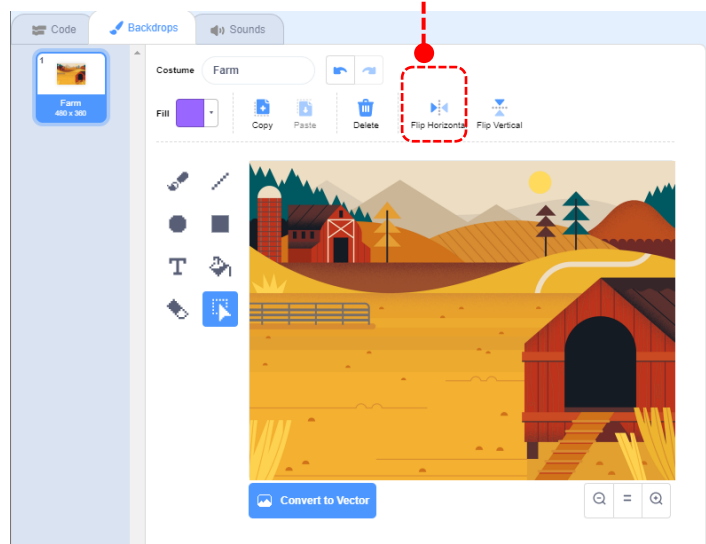 Code
Backdrops
Sounds
1
Farm
480 x 360
Costume
Farm
Fill
Copy
Paste
Delete
Flip Horizontal
Flip Vertical
T
Convert to Vector
=